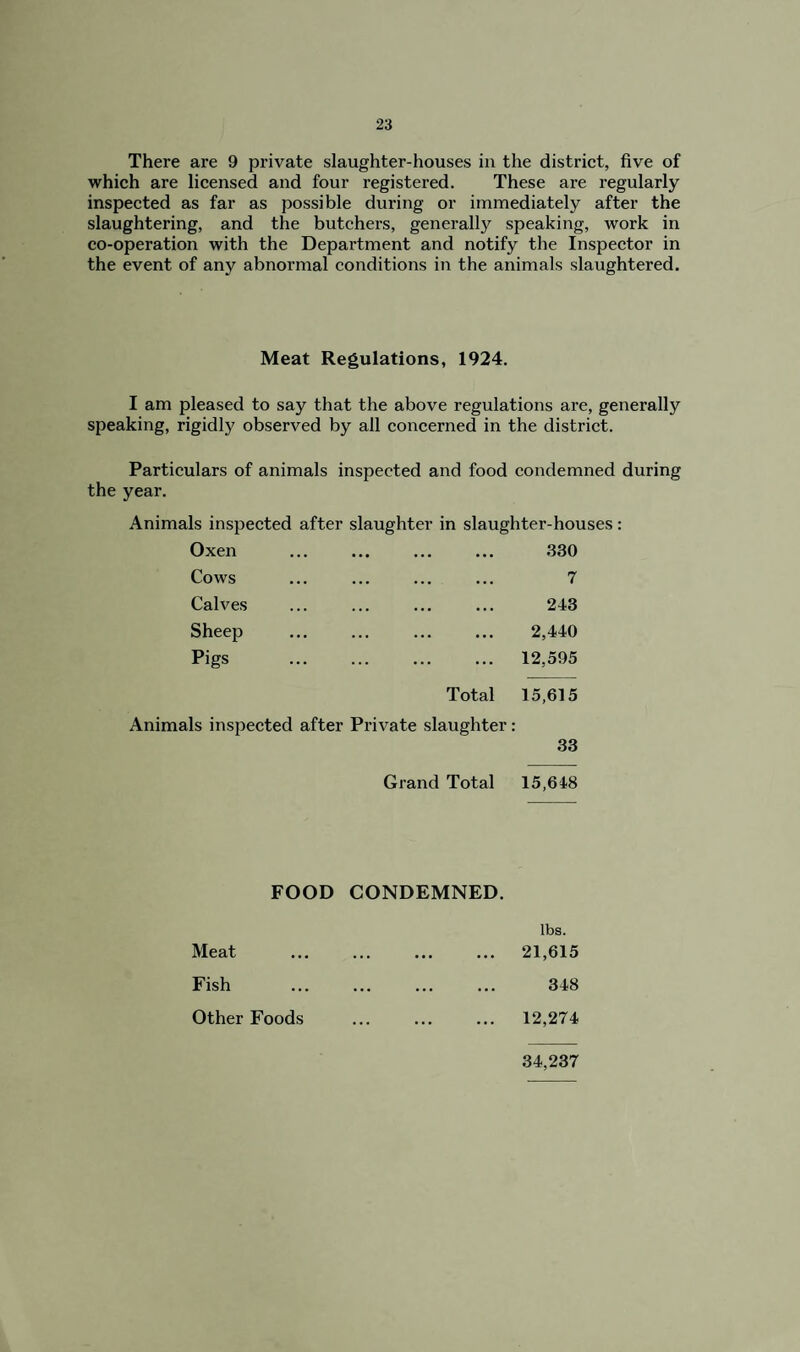 23
There are 9 private slaughter-houses in the district, five of
which are licensed and four registered. These are regularly
inspected as far as possible during or immediately after the
slaughtering, and the butchers, generally speaking, work in
co-operation with the Department and notify the Inspector in
the event of any abnormal conditions in the animals slaughtered.
Meat Regulations, 1924.
I am pleased to say that the above regulations are, generally
speaking, rigidly observed by all concerned in the district.
Particulars of animals inspected and food condemned during
the year.
Animals inspected after slaughter in slaughter-houses:
Oxen ... ... ... ... 330
Cows ... ... ... ... 7
Calves ... ... ... ... 243
Sheep ... ... ... ... 2,440
Pigs ... ... ... ... 12,595
Total 15,615
Animals inspected after Private slaughter:
33
Grand Total 15,648
FOOD CONDEMNED.
lbs.
Meat ... ... ... ... 21,615
Fish ... ... ... ... 348
Other Foods ... ... ... 12,274
34,237